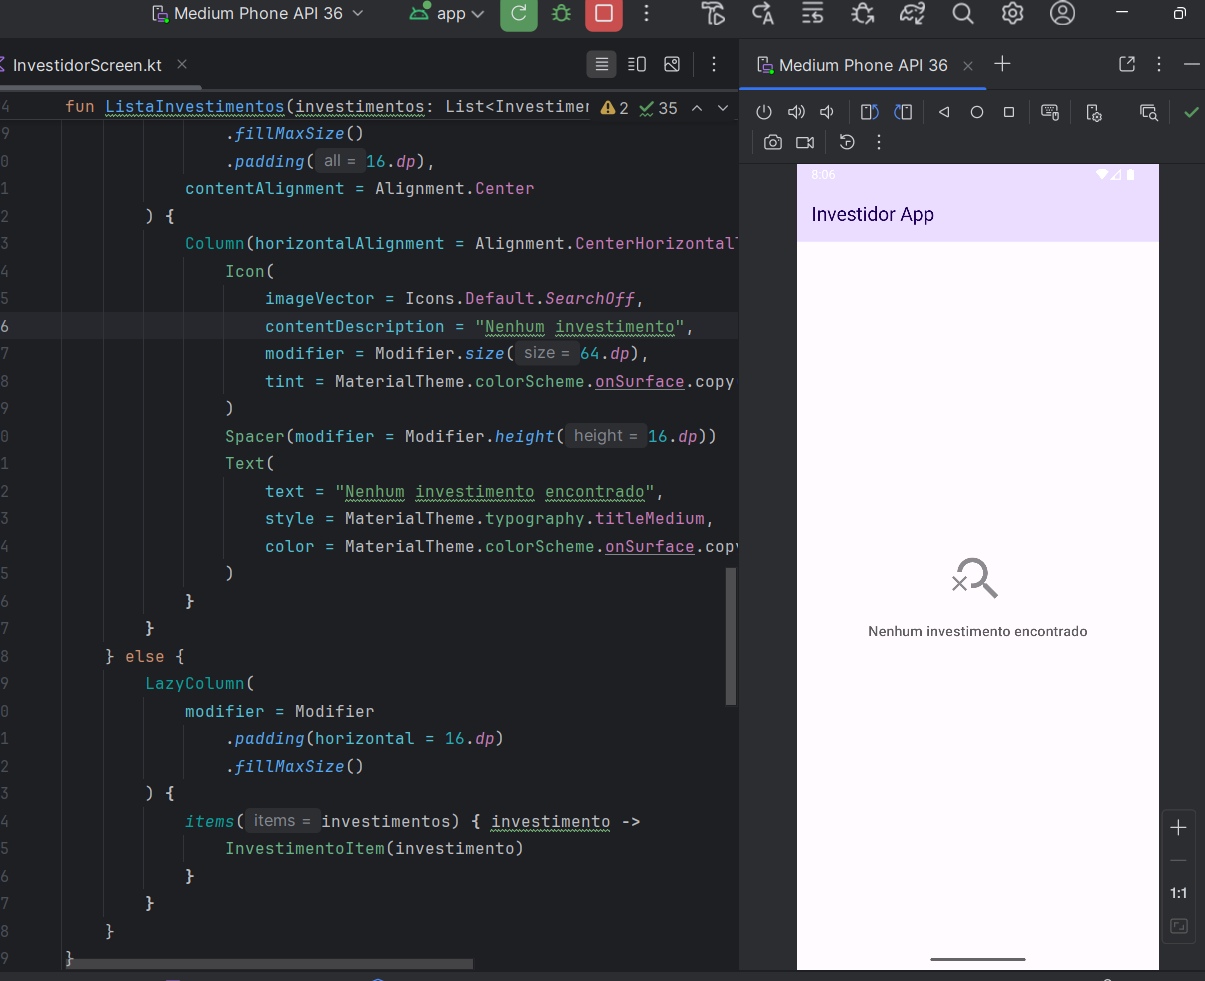 Medium Phone API 36
app
InvestidorScreen.kt
Medium Phone API 36
4 fun ListaInvestimentos(investimentos: List<Investimen
2 35
9 .fillMaxSize()
0 .padding( all = 16.dp),
1 contentAlignment = Alignment.Center
2 ) {
3 Column(horizontalAlignment = Alignment.CenterHorizontal
4 Icon(
5 imageVector = Icons.Default.SearchOff,
6 contentDescription = "Nenhum investimento",
7 modifier = Modifier.size( size = 64.dp),
8 tint = MaterialTheme.colorScheme.onSurface.copy
9 )
0 Spacer(modifier = Modifier.height( height = 16.dp))
1 Text(
2 text = "Nenhum investimento encontrado",
3 style = MaterialTheme.typography.titleMedium,
4 color = MaterialTheme.colorScheme.onSurface.copy
5 )
6 }
7 }
8 } else {
9 LazyColumn(
0 modifier = Modifier
1 .padding(horizontal = 16.dp)
2 .fillMaxSize()
3 ) {
4 items( items = investimentos) { investimento ->
5 InvestimentoItem(investimento)
6 }
7 }
8 }
9 }
8:06
Investidor App
Nenhum investimento encontrado
1:1